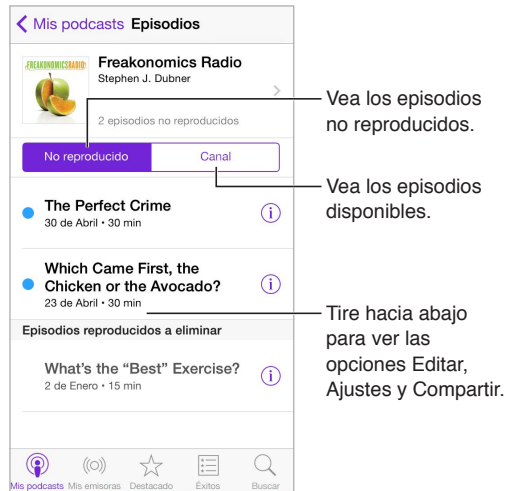 Mis podcasts Episodios
FREAKONOMICSRADIO
Freakonomics Radio
Stephen J. Dubner
2 episodios no reproducidos
No reproducido Canal
The Perfect Crime
30 de Abril • 30 min
Which Came First, the
Chicken or the Avocado?
23 de Abril • 30 min
Episodios reproducidos a eliminar
What's the “Best” Exercise?
2 de Enero • 15 min
Mis podcasts Mis emisoras Destacado Éxitos Buscar
Vea los episodios
no reproducidos.
Vea los episodios
disponibles.
Tire hacia abajo
para ver las
opciones Editar,
Ajustes y Compartir.